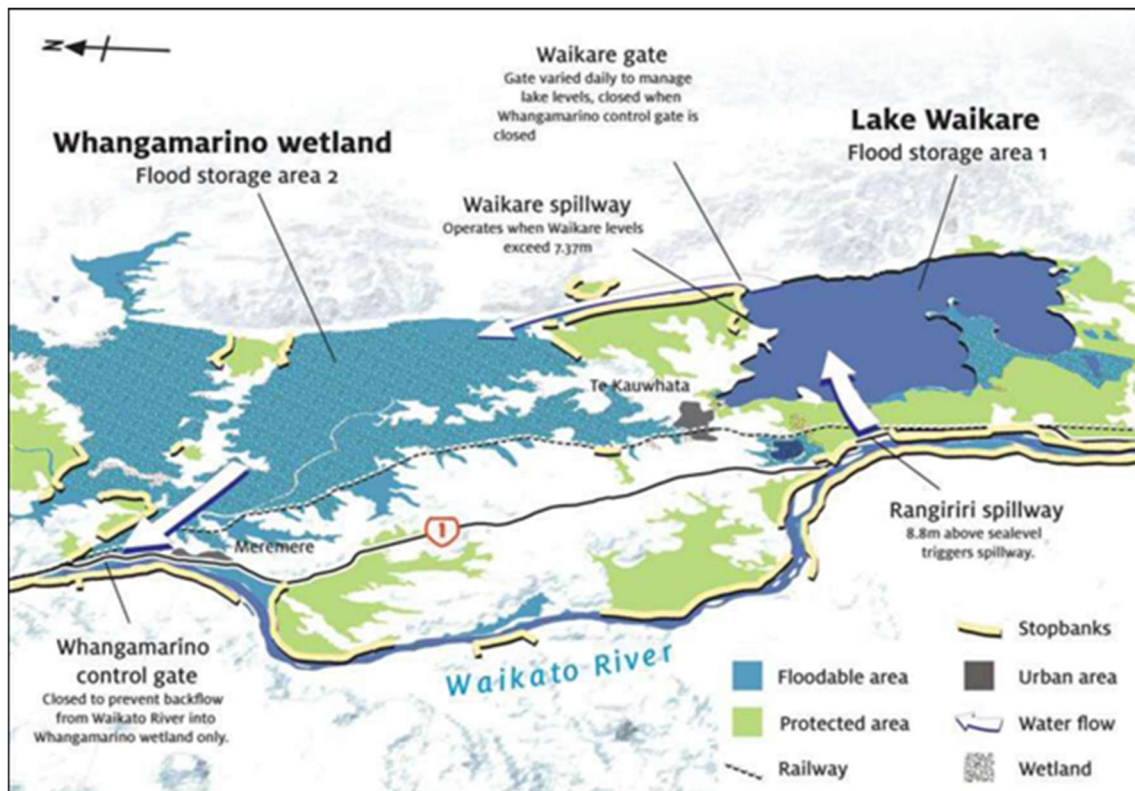 N
Waikare gate
Gate varied daily to manage
lake levels, closed when
Whangamarino control gate is
closed
Lake Waikare
Flood storage area 1
Whangamarino wetland
Flood storage area 2
Waikare spillway
Operates when Waikare levels
exceed 7.37m
Te Kauwhata
Rangiriri spillway
8.8m above sealevel
triggers spillway.
1
Meremere
Whangamarino
control gate
Closed to prevent backflow
from Waikato River into
Whangamarino wetland only.
Waikato River
Stopbanks
Floodable area
Urban area
Protected area
Water flow
Railway
Wetland